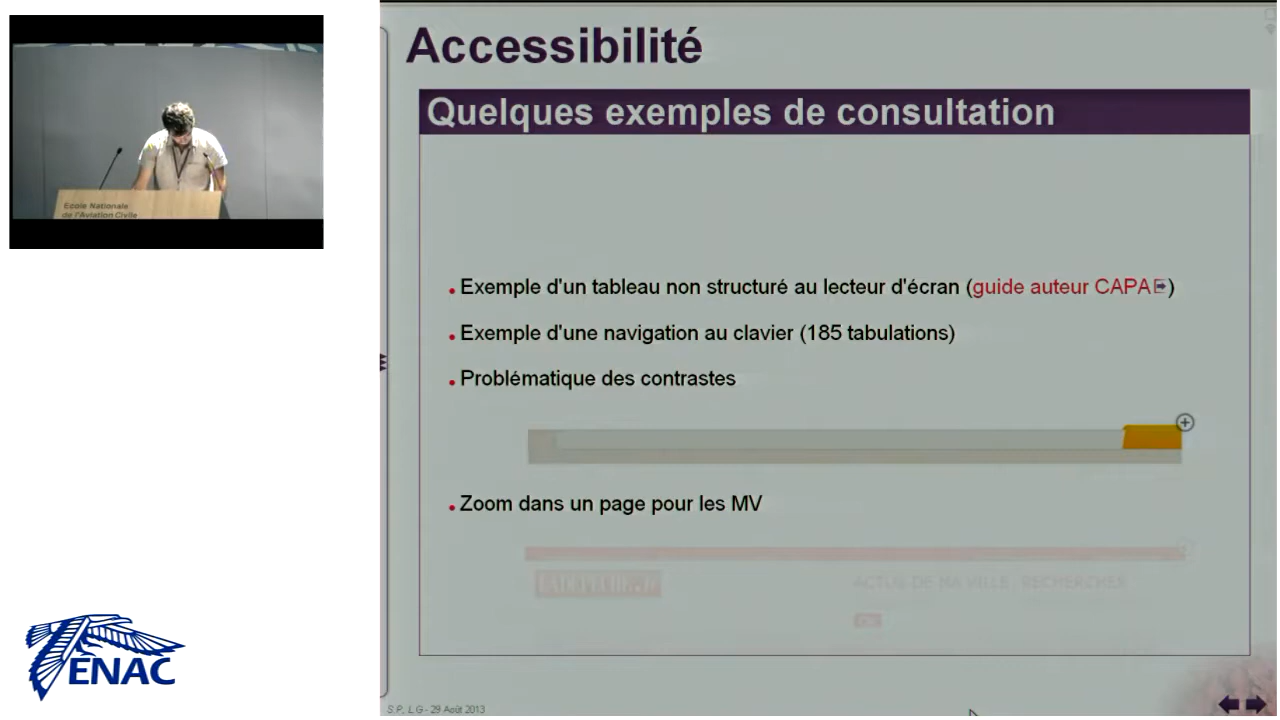 Accessibilité
Quelques exemples de consultation
Exemple d'un tableau non structuré au lecteur d'écran (guide auteur CAPA)
Exemple d'une navigation au clavier (185 tabulations)
Problématique des contrastes
Zoom dans un page pour les MV
ACTUS DE MA VILLE, RECHERCHES
Ecole Nationale
de l'Aviation Civile
ENAC
S.P, L.G - 29 Août 2013